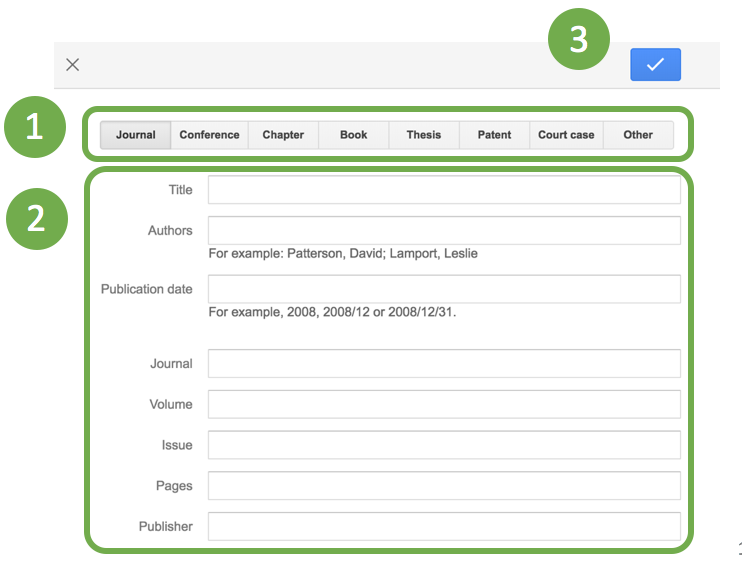 3
1
Journal Conference Chapter Book Thesis Patent Court case Other
2
Title
Authors
For example: Patterson, David; Lamport, Leslie
Publication date
For example, 2008, 2008/12 or 2008/12/31.
Journal
Volume
Issue
Pages
Publisher